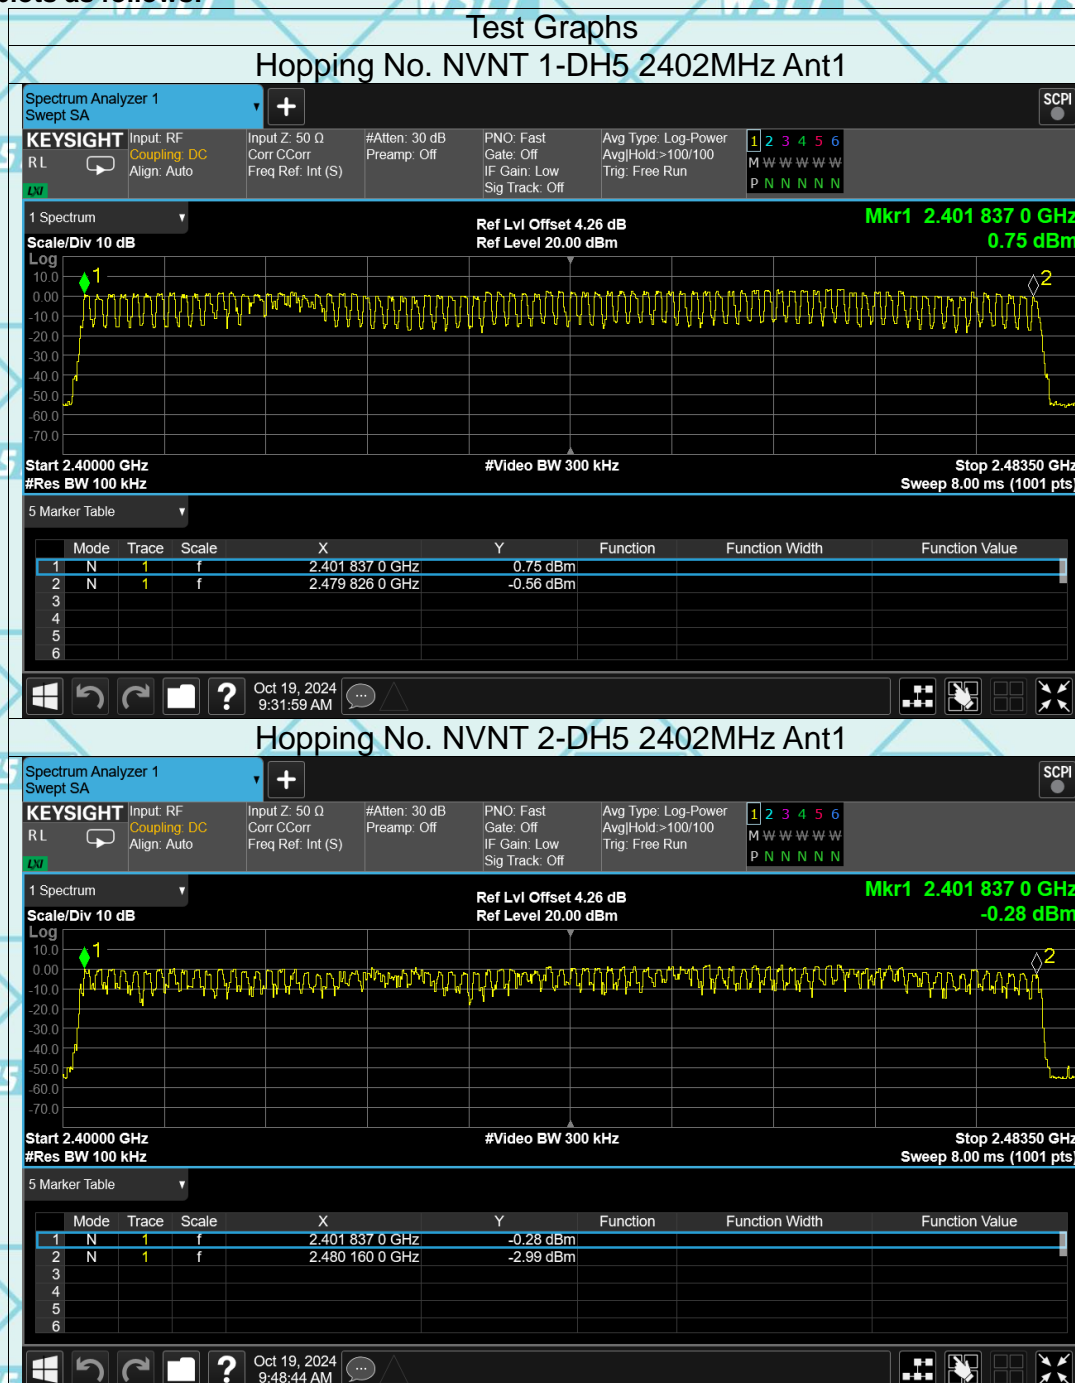 plots as follows:
Test Graphs
Hopping No. NVNT 1-DH5 2402MHz Ant1
Spectrum Analyzer 1
Swept SA
+
SCPI
KEYSIGHT Input: RF Input Z: 50 Ω #Atten: 30 dB PNO: Fast Avg Type: Log-Power 1 2 3 4 5 6
RL Coupling: DC Corr CCorr Preamp: Off Gate: Off Avg|Hold:>100/100 M W W W W W
Align: Auto Freq Ref: Int (S) IF Gain: Low Trig: Free Run
LXI Sig Track: Off P N N N N N
1 Spectrum Ref Lvl Offset 4.26 dB Mkr1 2.401 837 0 GHz
Scale/Div 10 dB Ref Level 20.00 dBm 0.75 dBm
Log
10.0
0.00
-10.0
-20.0
-30.0
-40.0
-50.0
-60.0
-70.0
1
2
Start 2.40000 GHz #Video BW 300 kHz Stop 2.48350 GHz
#Res BW 100 kHz Sweep 8.00 ms (1001 pts)
5 Marker Table
Mode Trace Scale X Y Function Function Width Function Value
1 N 1 f 2.401 837 0 GHz 0.75 dBm
2 N 1 f 2.479 826 0 GHz -0.56 dBm
3
4
5
6
? Oct 19, 2024
9:31:59 AM
Hopping No. NVNT 2-DH5 2402MHz Ant1
Spectrum Analyzer 1
Swept SA
+
SCPI
KEYSIGHT Input: RF Input Z: 50 Ω #Atten: 30 dB PNO: Fast Avg Type: Log-Power 1 2 3 4 5 6
RL Coupling: DC Corr CCorr Preamp: Off Gate: Off Avg|Hold:>100/100 M W W W W W
Align: Auto Freq Ref: Int (S) IF Gain: Low Trig: Free Run
LXI Sig Track: Off P N N N N N
1 Spectrum Ref Lvl Offset 4.26 dB Mkr1 2.401 837 0 GHz
Scale/Div 10 dB Ref Level 20.00 dBm -0.28 dBm
Log
10.0
0.00
-10.0
-20.0
-30.0
-40.0
-50.0
-60.0
-70.0
1
2
Start 2.40000 GHz #Video BW 300 kHz Stop 2.48350 GHz
#Res BW 100 kHz Sweep 8.00 ms (1001 pts)
5 Marker Table
Mode Trace Scale X Y Function Function Width Function Value
1 N 1 f 2.401 837 0 GHz -0.28 dBm
2 N 1 f 2.480 160 0 GHz -2.99 dBm
3
4
5
6
? Oct 19, 2024
9:48:44 AM